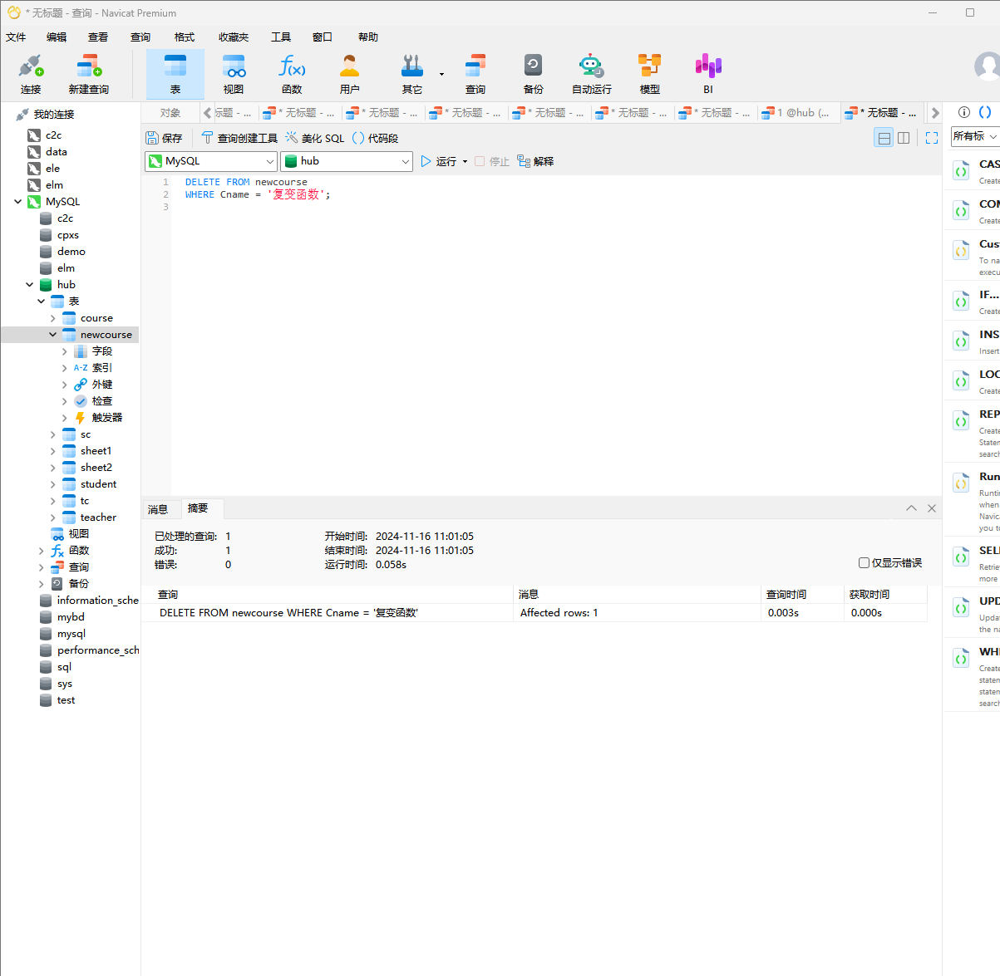 * 无标题 - 查询 - Navicat Premium
文件 编辑 查看 查询 格式 收藏夹 工具 窗口 帮助
连接 新建查询 表 视图 函数 用户 其它 查询 备份 自动运行 模型 BI
我的连接
c2c
data
ele
elm
MySQL
c2c
cpxs
demo
elm
hub
表
course
newcourse
字段
A-Z 索引
外键
检查
触发器
sc
sheet1
sheet2
student
tc
teacher
视图
函数
查询
备份
information_sche
mybd
mysql
performance_sch
sql
sys
test
对象 标题 - ... * 无标题 - ... * 无标题 - ... * 无标题 - ... * 无标题 - ... * 无标题 - ... * 无标题 - ... 1 @hub (... * 无标题 - ...
保存 查询创建工具 美化 SQL () 代码段
MySQL hub 运行 停止 解释
1 DELETE FROM newcourse
2 WHERE Cname = '复变函数';
3
消息 摘要
已处理的查询: 1 开始时间: 2024-11-16 11:01:05
成功: 1 结束时间: 2024-11-16 11:01:05
错误: 0 运行时间: 0.058s
仅显示错误
查询 消息 查询时间 获取时间
DELETE FROM newcourse WHERE Cname = '复变函数' Affected rows: 1 0.003s 0.000s
所有标
CAS
Create
CON
Create
Cus
To na
execu
IF...
Create
INS
Insert
LOO
Create
REP
Create
Statem
search
Run
Runti
when
Navica
you to
SEL
Retrie
more
UPD
Updat
the na
WHI
Create
statem
statem
search